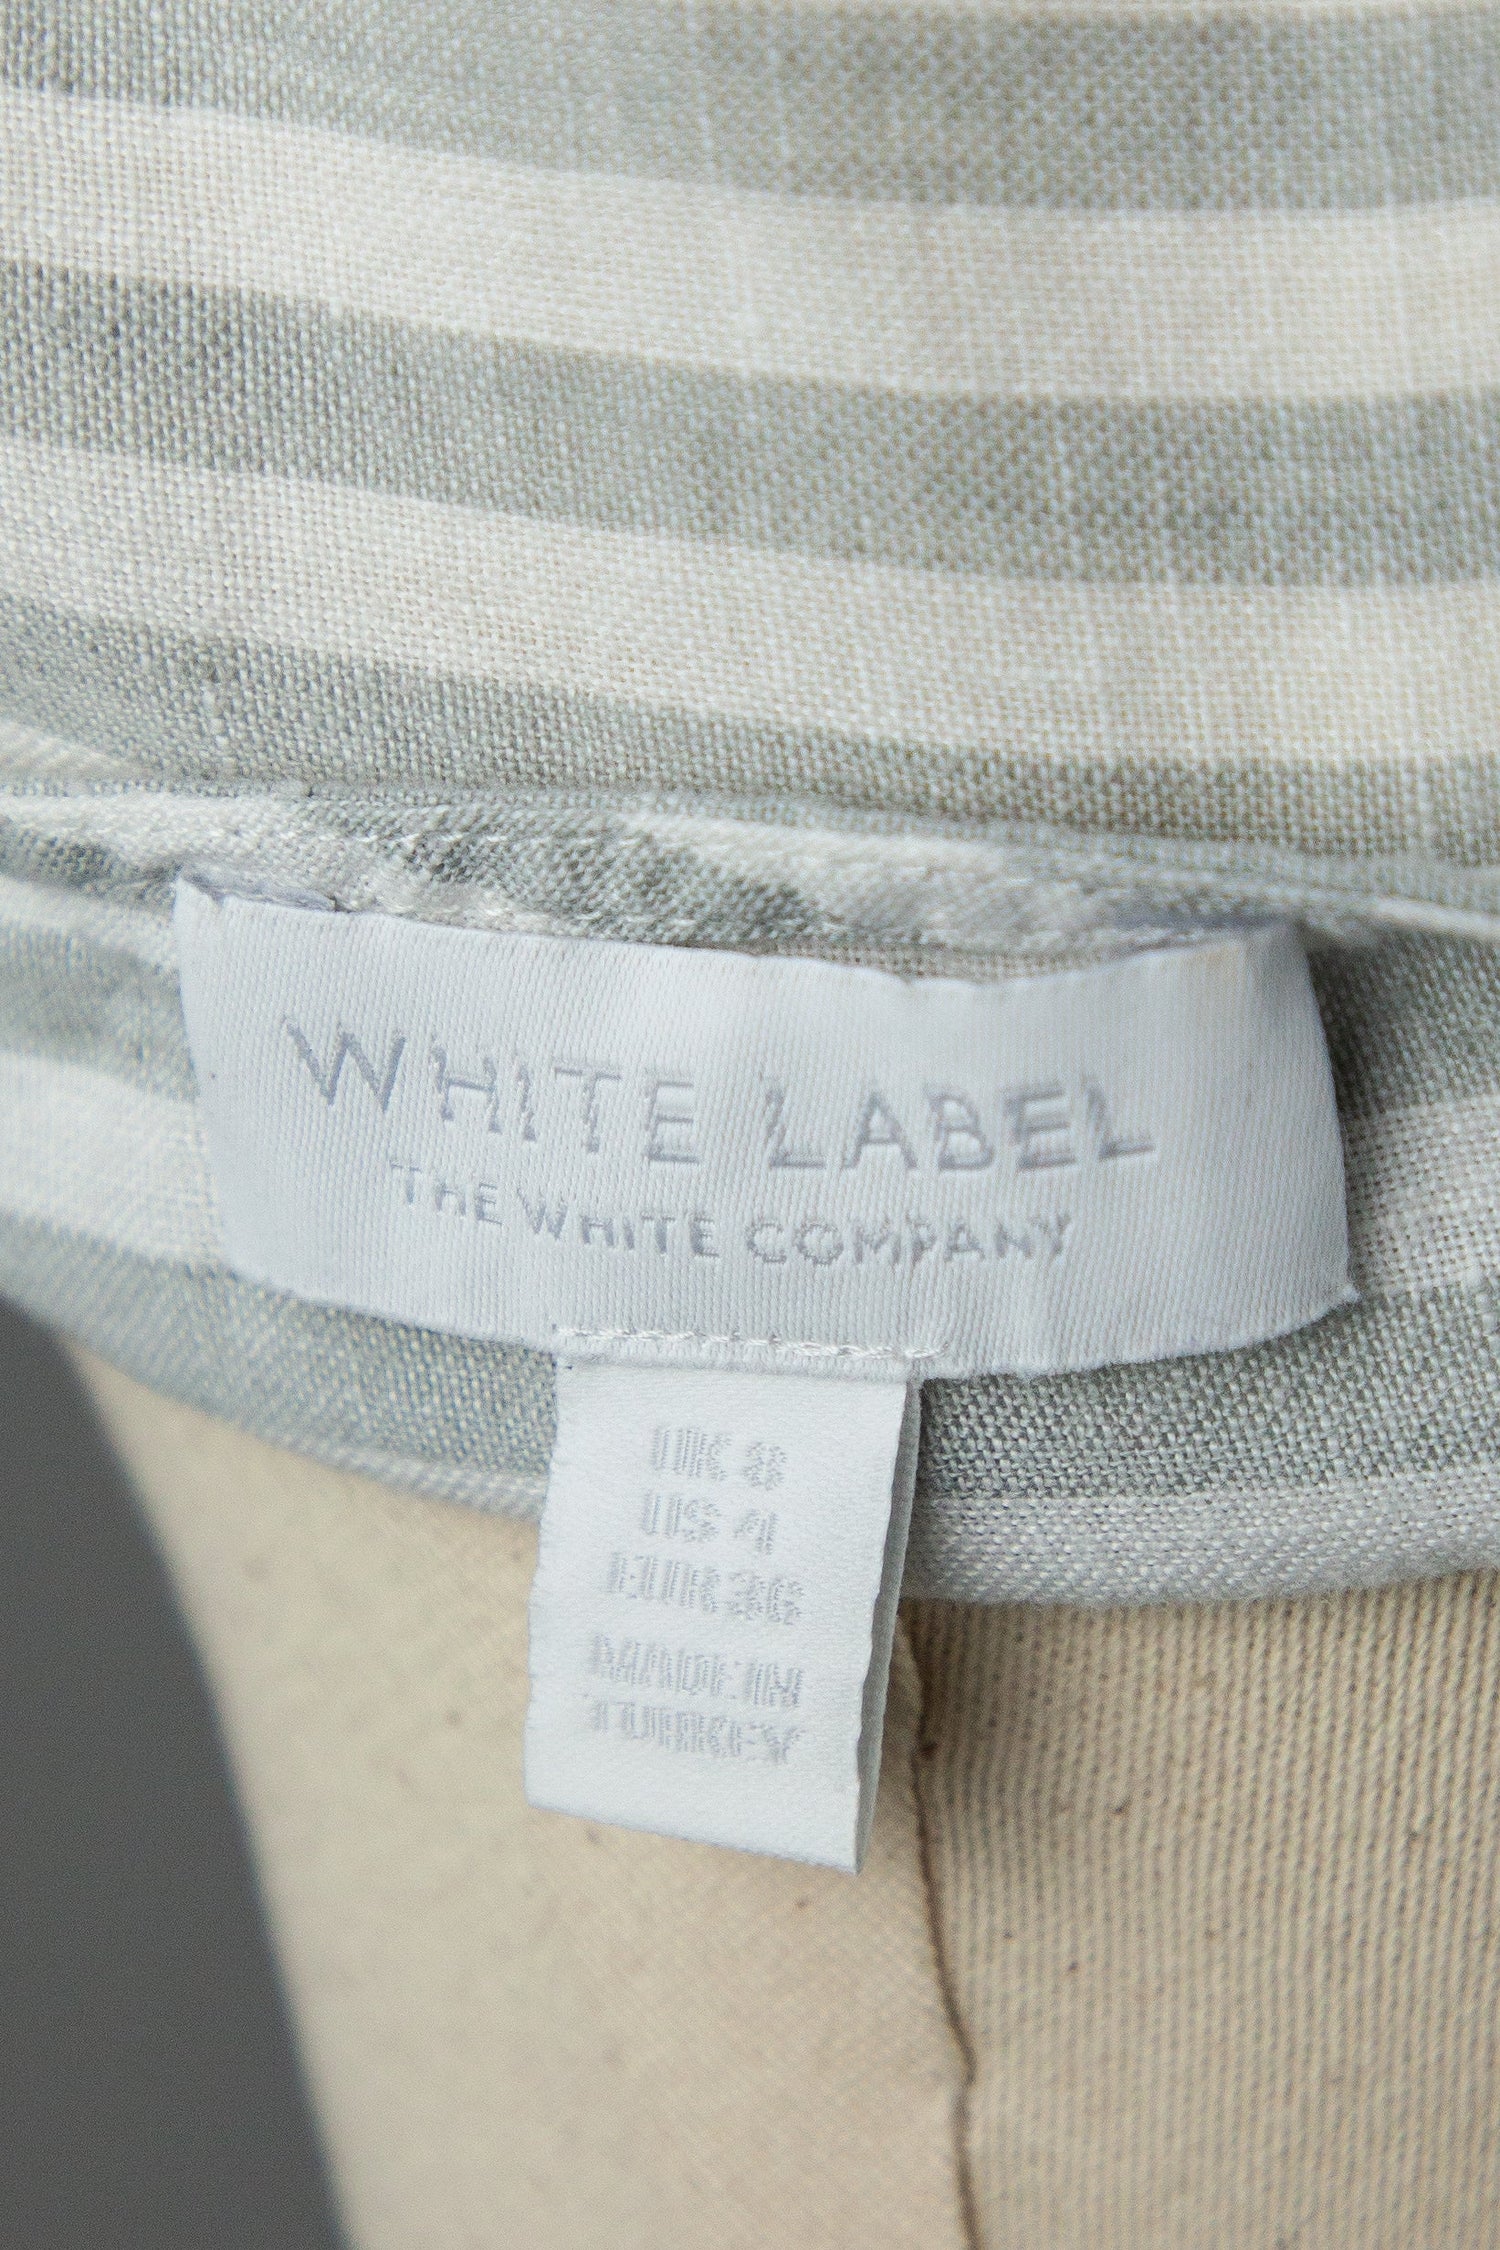 WHITE LABEL
THE WHITE COMPANY
UK 8
US 4
EUR 36
MADE IN
TURKEY